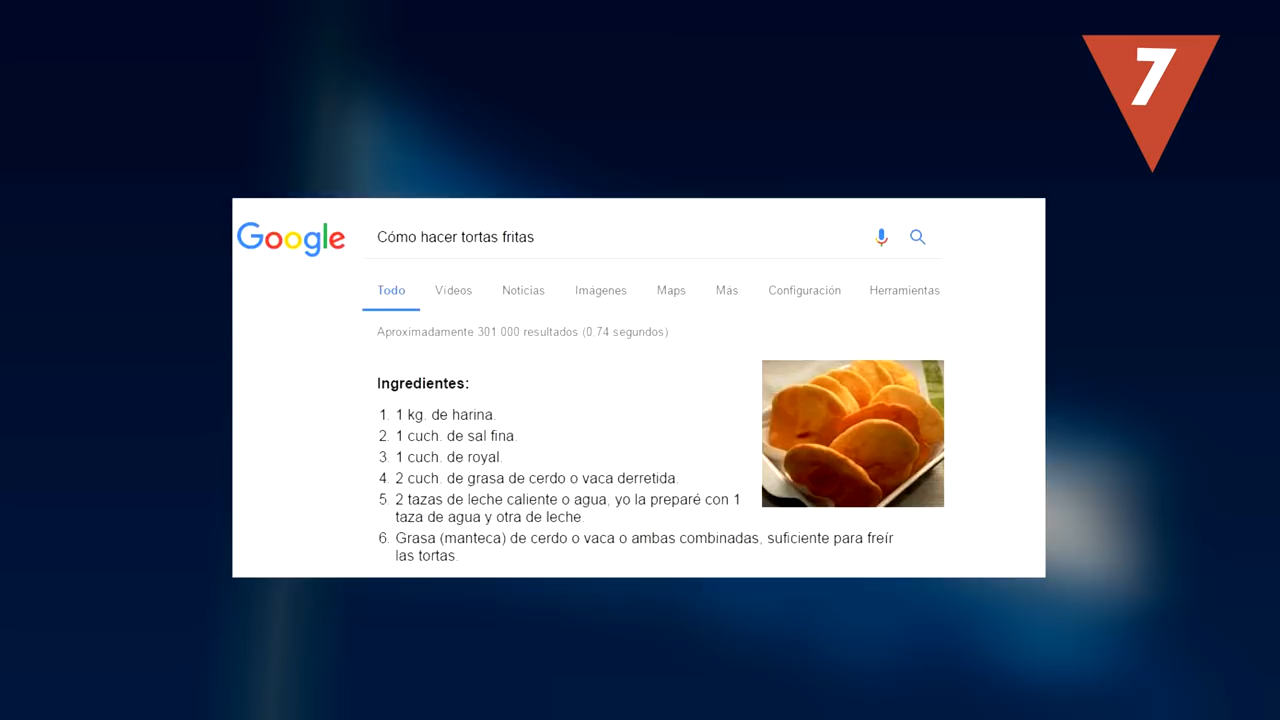 7
Google
Cómo hacer tortas fritas
Todo Vídeos Noticias Imágenes Maps Más Configuración Herramientas
Aproximadamente 301.000 resultados (0,74 segundos)
Ingredientes:
1. 1 kg. de harina.
2. 1 cuch. de sal fina.
3. 1 cuch. de royal.
4. 2 cuch. de grasa de cerdo o vaca derretida.
5. 2 tazas de leche caliente o agua, yo la preparé con 1
taza de agua y otra de leche.
6. Grasa (manteca) de cerdo o vaca o ambas combinadas, suficiente para freír
las tortas.